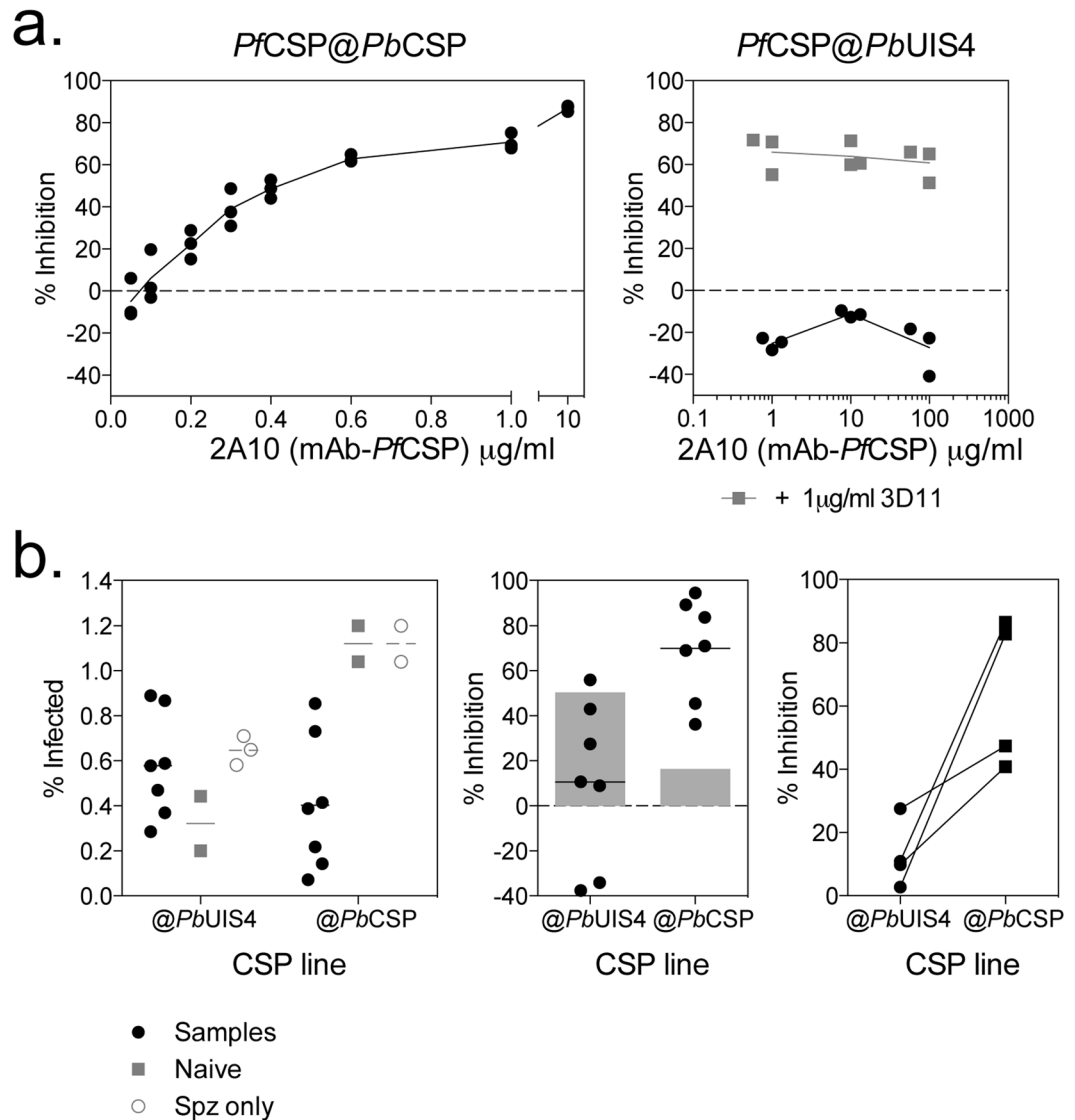 a.
PfCSP@PbCSP
PfCSP@PbUIS4
% Inhibition
100
80
60
40
20
0
-20
-40
0.0 0.2 0.4 0.6 0.8 1.0 10
2A10 (mAb-PfCSP) μg/ml
% Inhibition
100
80
60
40
20
0
-20
-40
0.1 1 10 100 1000
2A10 (mAb-PfCSP) μg/ml
+ 1μg/ml 3D11
b.
% Infected
1.4
1.2
1.0
0.8
0.6
0.4
0.2
0.0
@PbUIS4 @PbCSP
CSP line
% Inhibition
100
80
60
40
20
0
-20
-40
@PbUIS4 @PbCSP
CSP line
% Inhibition
100
80
60
40
20
0
@PbUIS4 @PbCSP
CSP line
Samples
Naive
Spz only